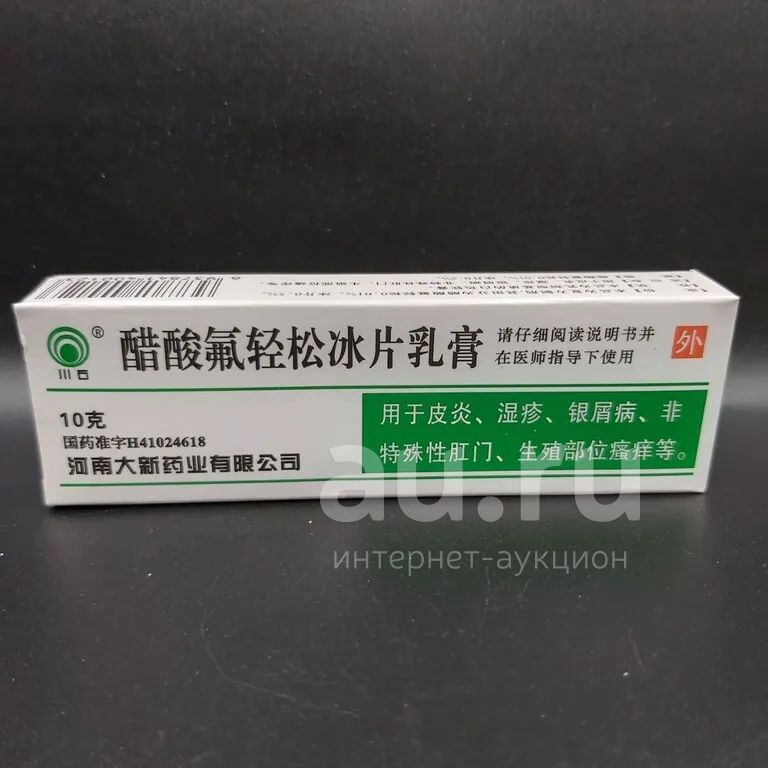 川石
®
醋酸氟轻松冰片乳膏
请仔细阅读说明书并
在医师指导下使用
外
10克
国药准字H41024618
河南大新药业有限公司
用于皮炎、湿疹、银屑病、非
特殊性肛门、生殖部位瘙痒等。
au.ru
интернет-аукцион